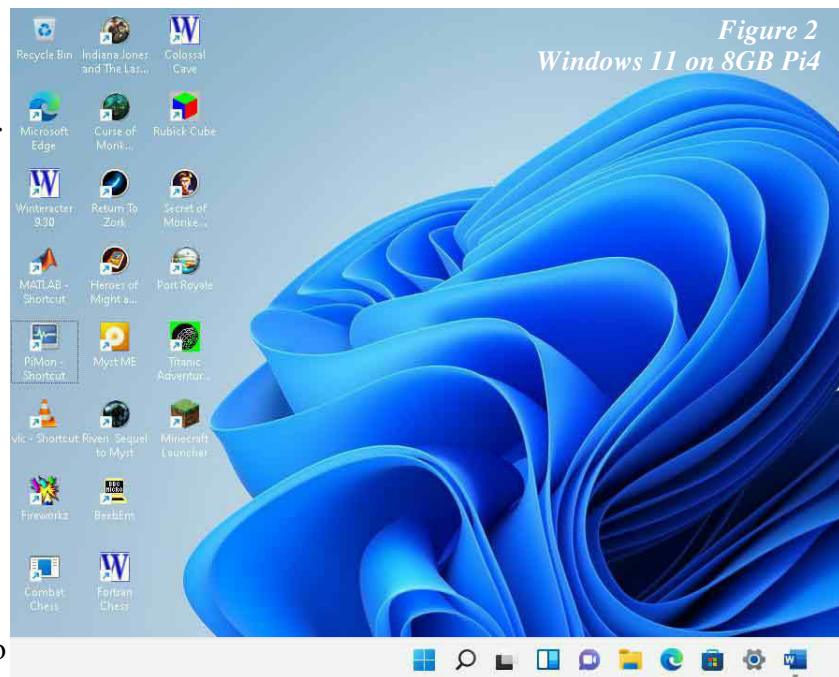 Figure 2
Windows 11 on 8GB Pi4
Recycle Bin
Indiana Jones
and The Las...
Colossal
Cave
Microsoft
Edge
Curse of
Monk...
Rubick Cube
Winteracter
9.30
Return To
Zork
Secret of
Monke...
MATLAB -
Shortcut
Heroes of
Might a...
Port Royale
PiMon -
Shortcut
Myst ME
Titanic
Adventur...
vlc - Shortcut
Riven Sequel
to Myst
Minecraft
Launcher
Fireworkz
BBC
MICRO
BeebEm
Combat
Chess
Fortran
Chess